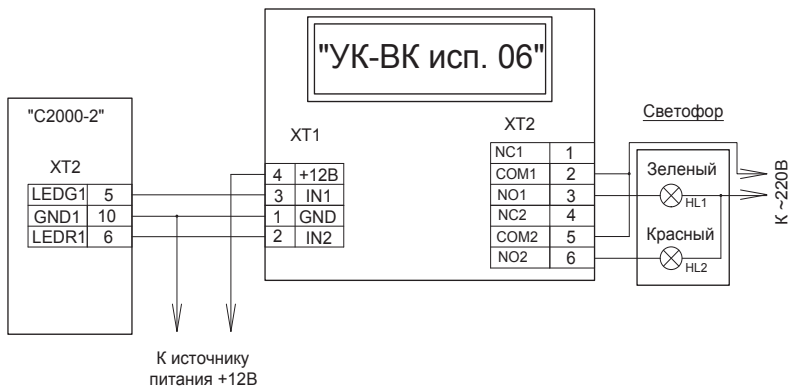 "УК-ВК исп. 06"
"С2000-2"
XT2
LEDG1 5
GND1 10
LEDR1 6
XT1
4 +12В
3 IN1
1 GND
2 IN2
XT2
NC1 1
COM1 2
NO1 3
NC2 4
COM2 5
NO2 6
Светофор
Зеленый
HL1
Красный
HL2
К ~220В
К источнику
питания +12В